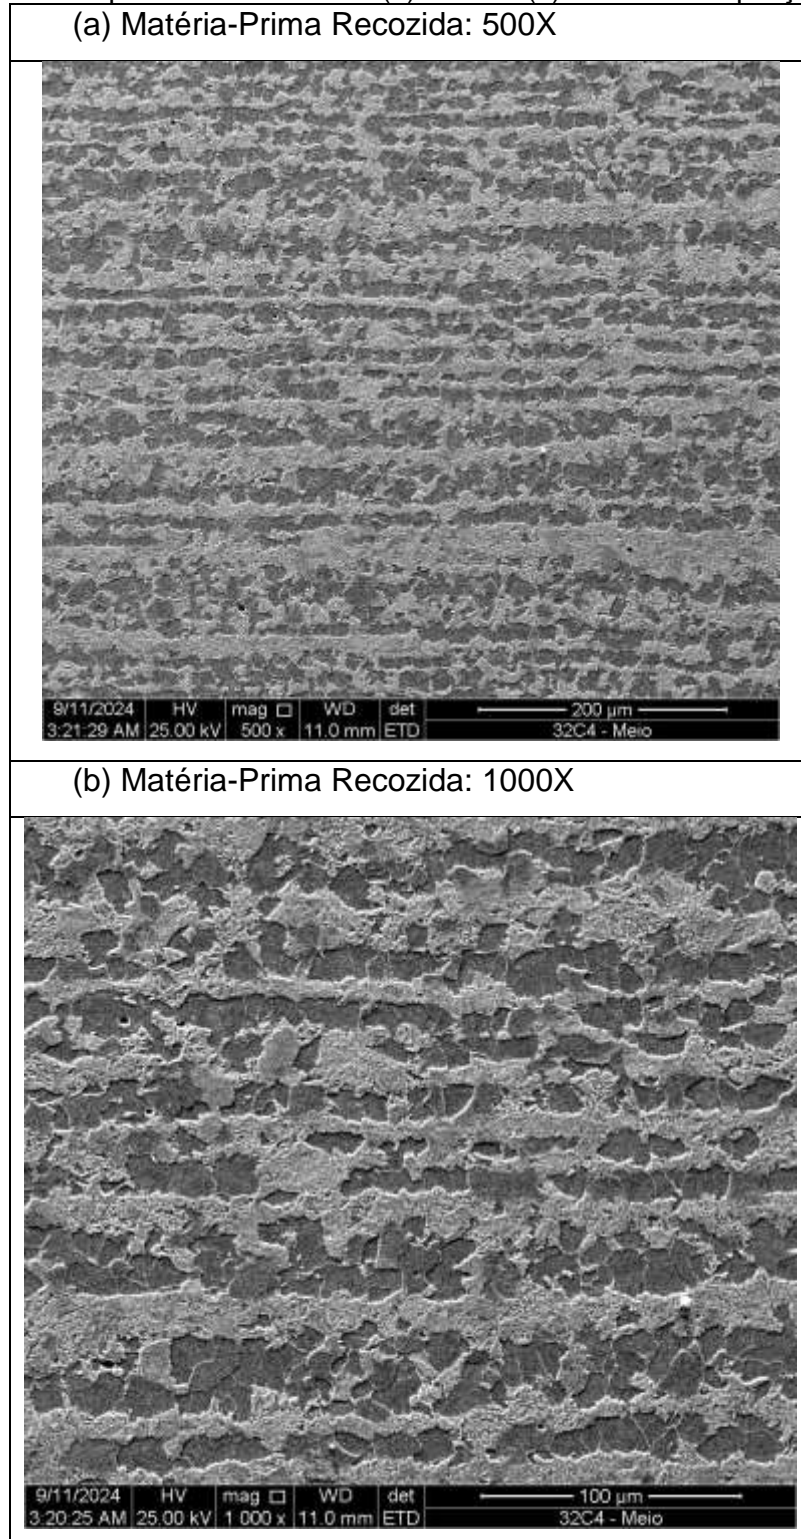 (a) Matéria-Prima Recozida: 500X
9/11/2024 HV mag WD det 200 µm
3:21:29 AM 25.00 kV 500 x 11.0 mm ETD 32C4 - Meio
(b) Matéria-Prima Recozida: 1000X
9/11/2024 HV mag WD det 100 µm
3:20:25 AM 25.00 kV 1 000 x 11.0 mm ETD 32C4 - Meio